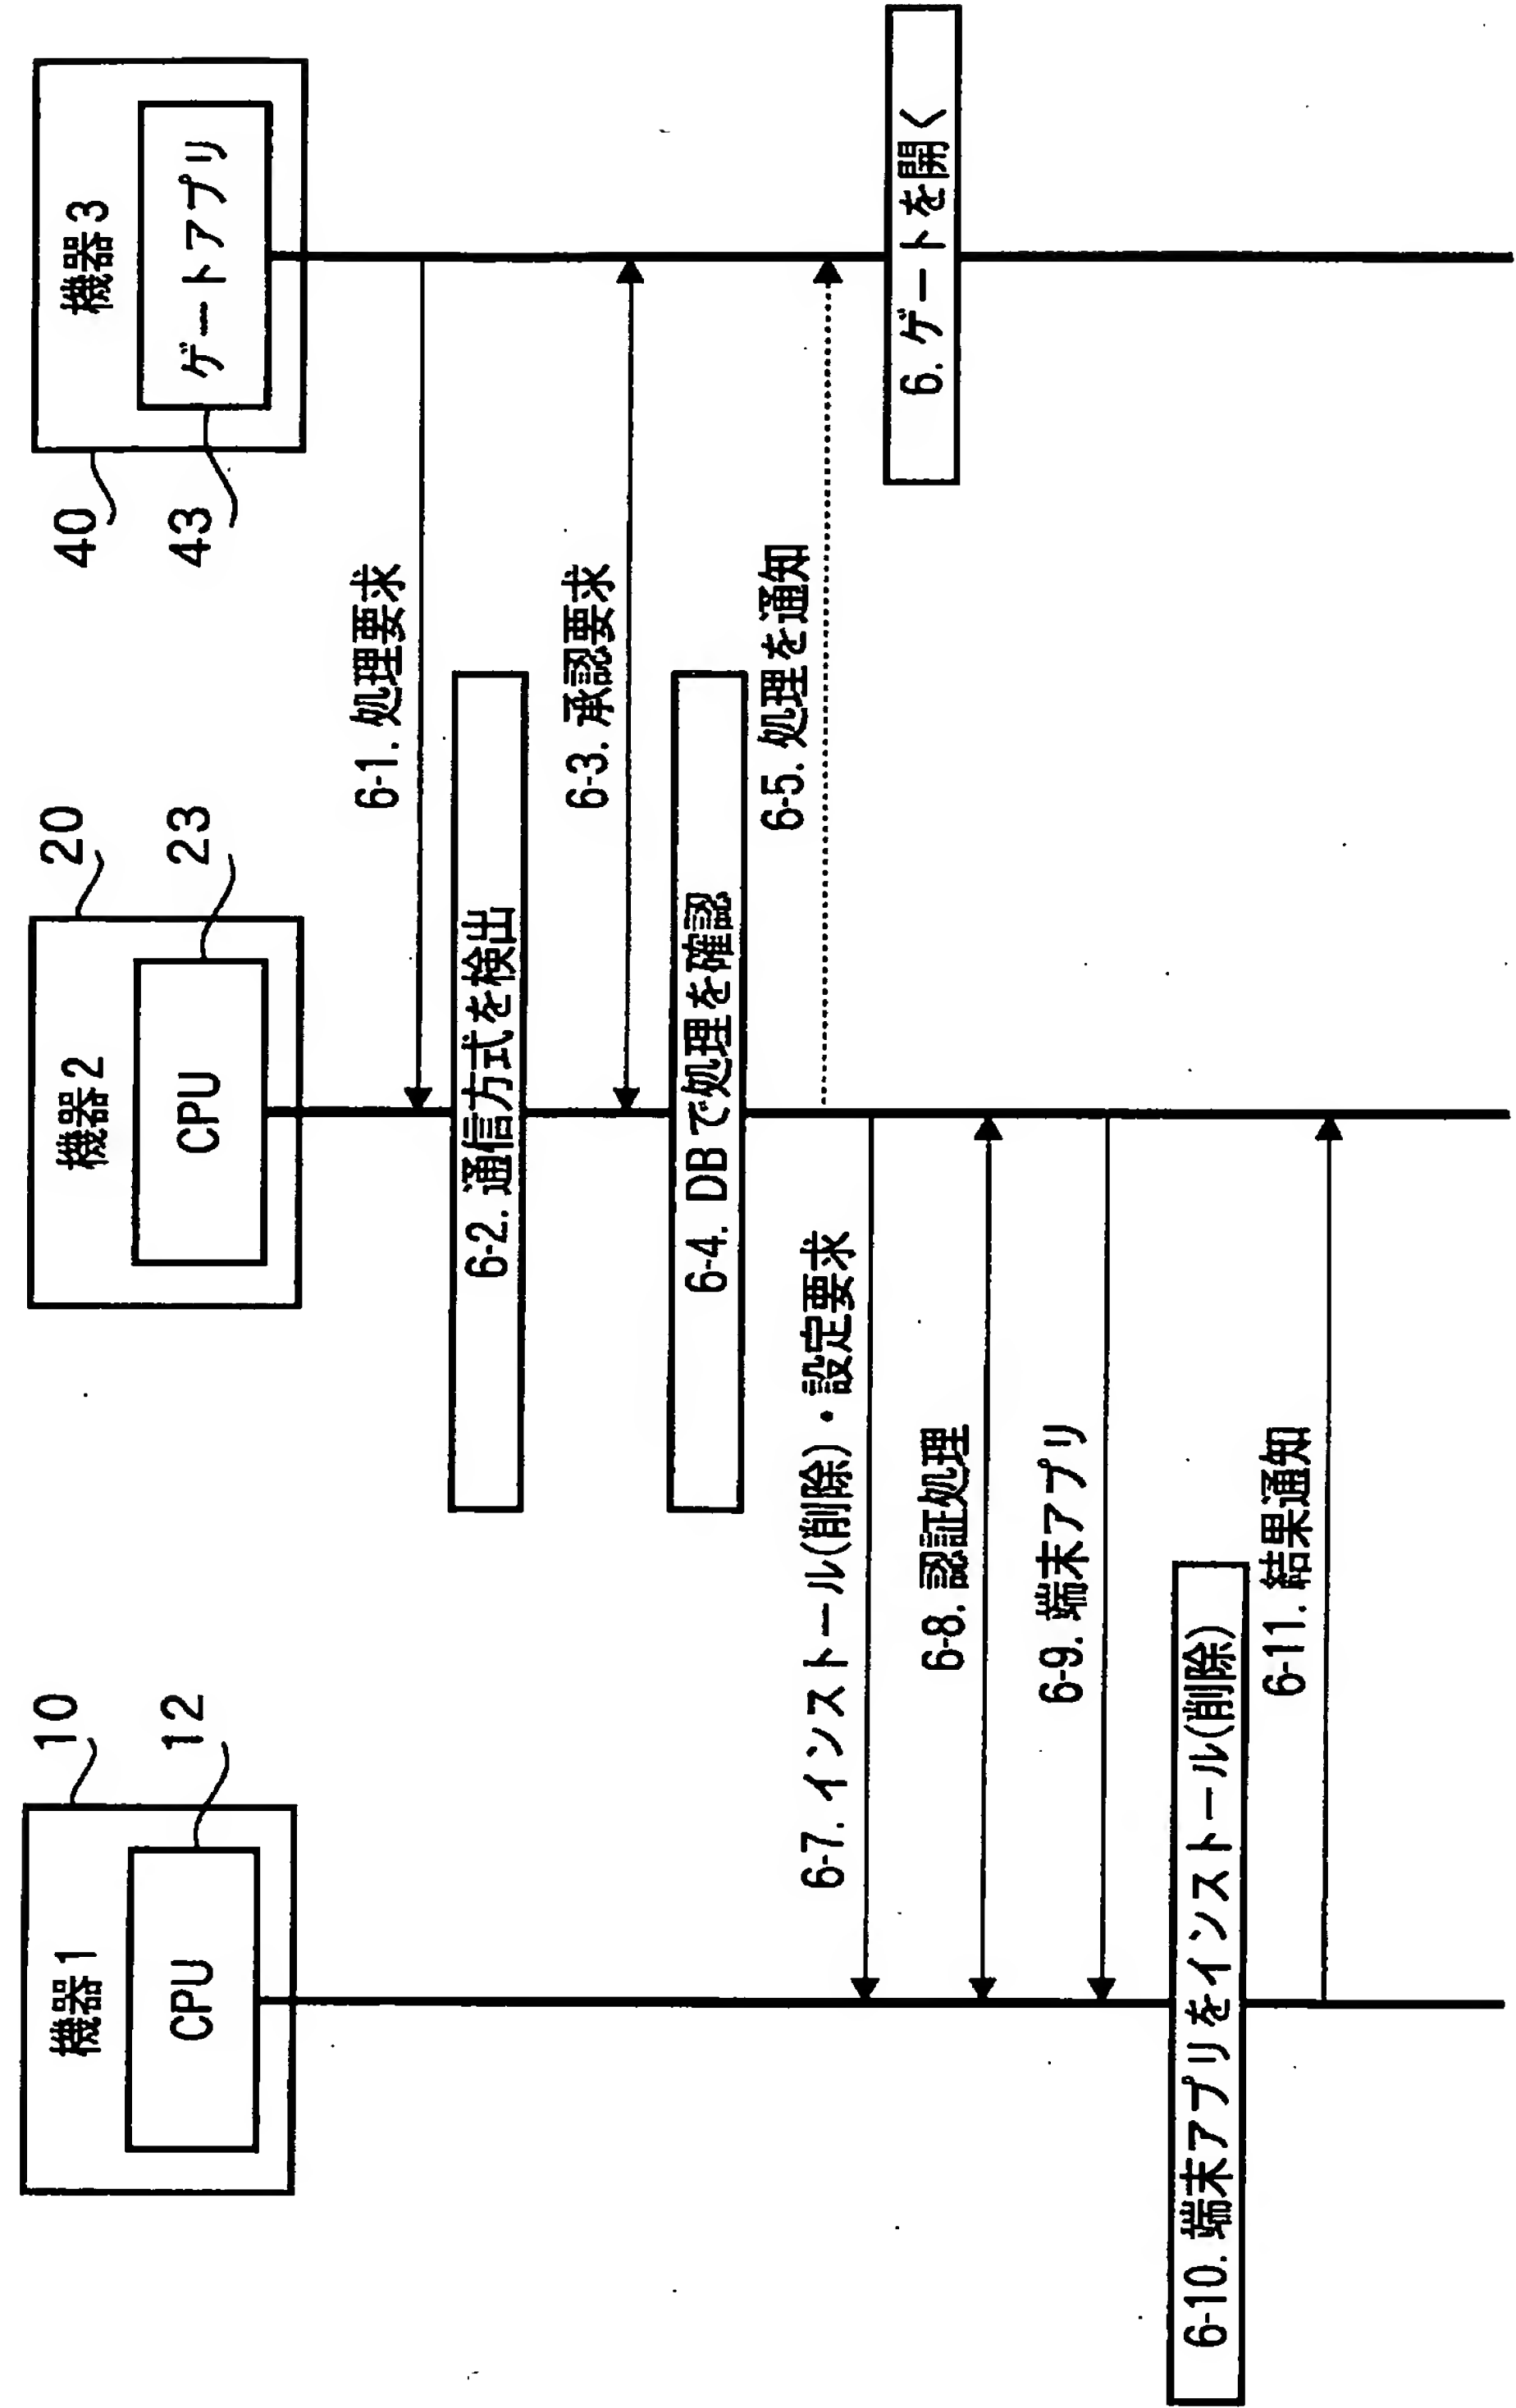 機器1
10
CPU
12
機器2
20
CPU
23
機器3
40
ゲートアプリ
43
6-1. 処理要求
6-2. 通信方式を検出
6-3. 承認要求
6-4. DBで処理を確認
6-5. 処理を通知
6. ゲートを開く
6-7. インストール(削除)・設定要求
6-8. 認証処理
6-9. 端末アプリ
6-10. 端末アプリをインストール(削除)
6-11. 結果通知